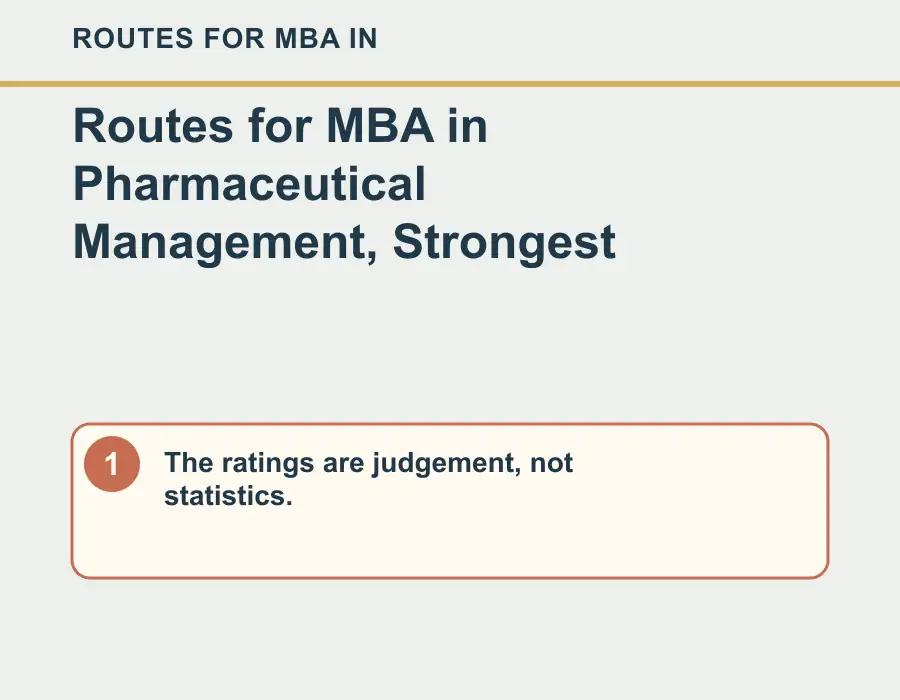 ROUTES FOR MBA IN
Routes for MBA in
Pharmaceutical
Management, Strongest
1
The ratings are judgement, not
statistics.